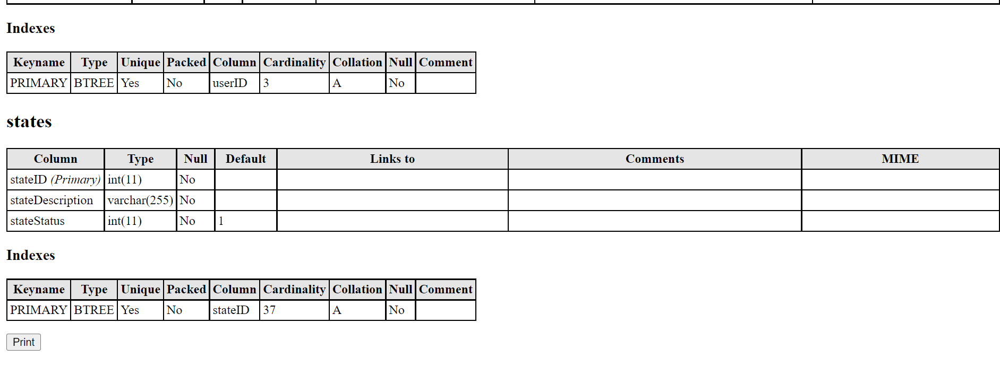 Indexes
Keyname Type Unique Packed Column Cardinality Collation Null Comment
PRIMARY BTREE Yes No userID 3 A No
states
Column Type Null Default Links to Comments MIME
stateID (Primary) int(11) No
stateDescription varchar(255) No
stateStatus int(11) No 1
Indexes
Keyname Type Unique Packed Column Cardinality Collation Null Comment
PRIMARY BTREE Yes No stateID 37 A No
Print